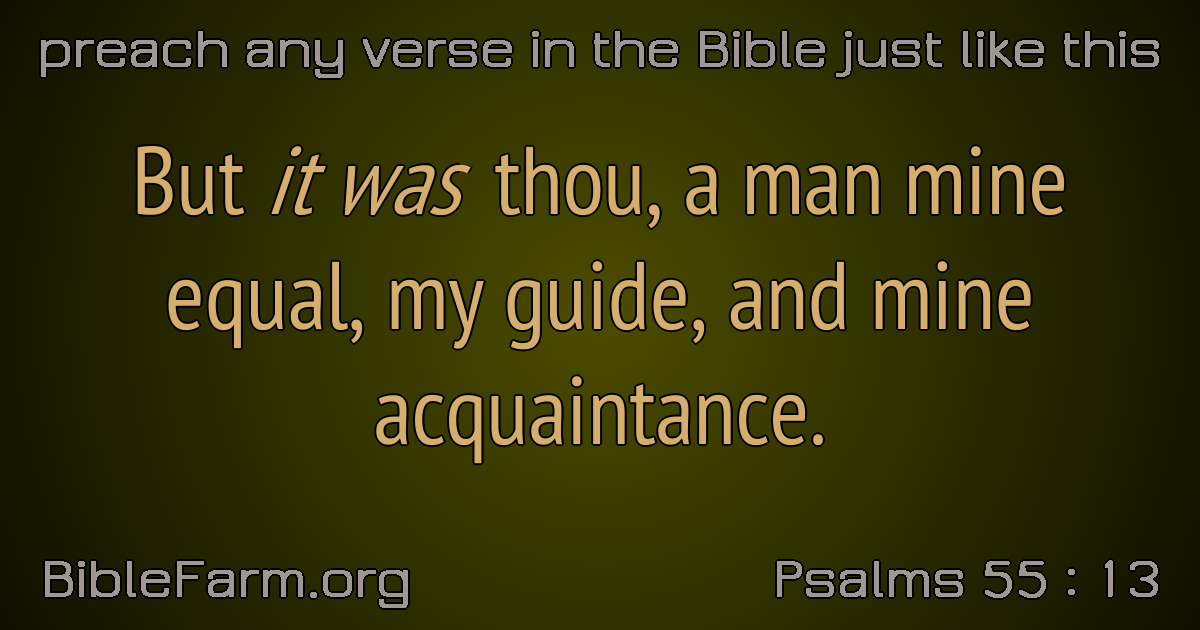 preach any verse in the Bible just like this
But it was thou, a man mine
equal, my guide, and mine
acquaintance.
BibleFarm.org
Psalms 55 : 13